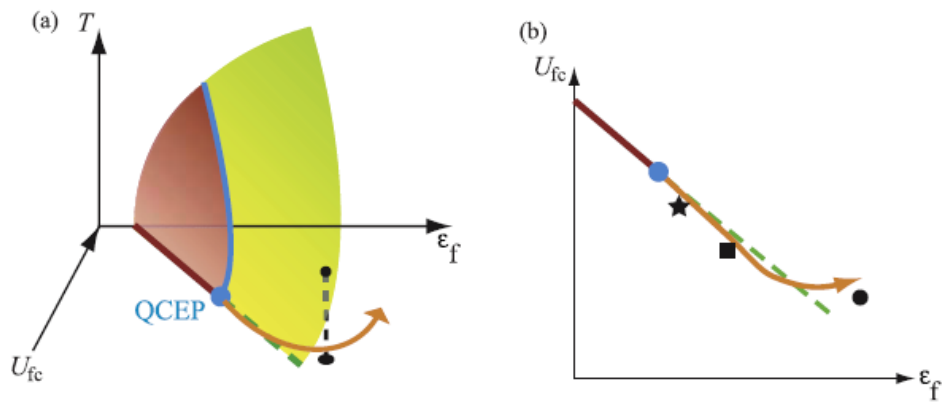 (a)
T
ε_f
QCEP
U_fc
(b)
U_fc
ε_f